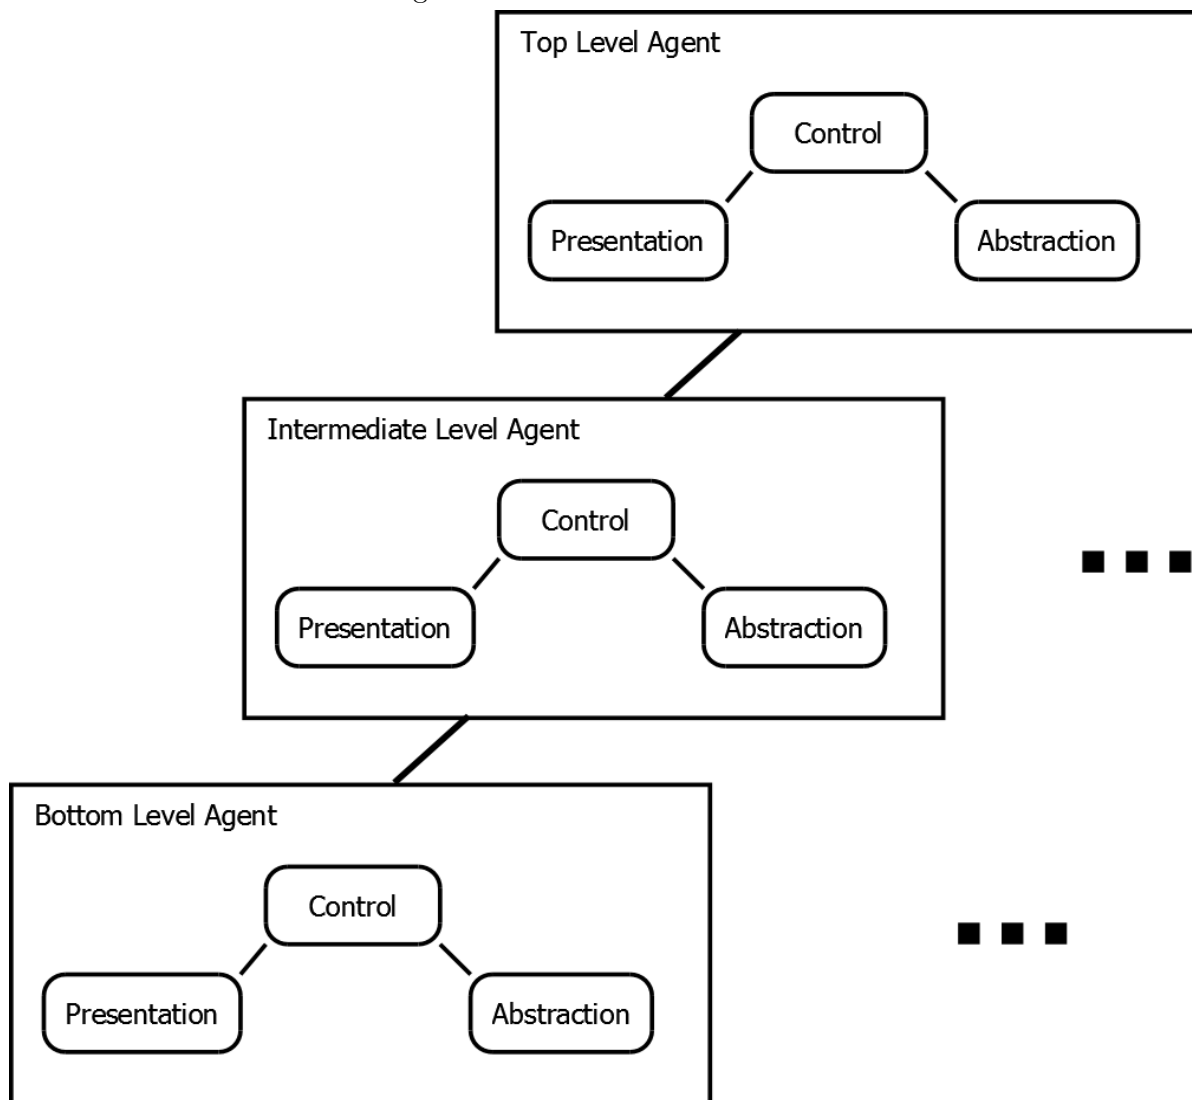 Top Level Agent
Control
Presentation
Abstraction
Intermediate Level Agent
Control
Presentation
Abstraction
Bottom Level Agent
Control
Presentation
Abstraction